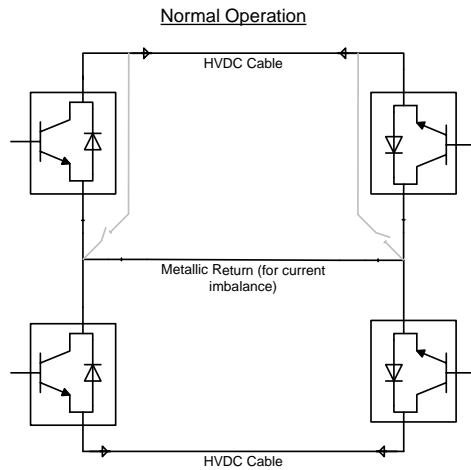 Normal Operation
HVDC Cable
Metallic Return (for current
imbalance)
HVDC Cable